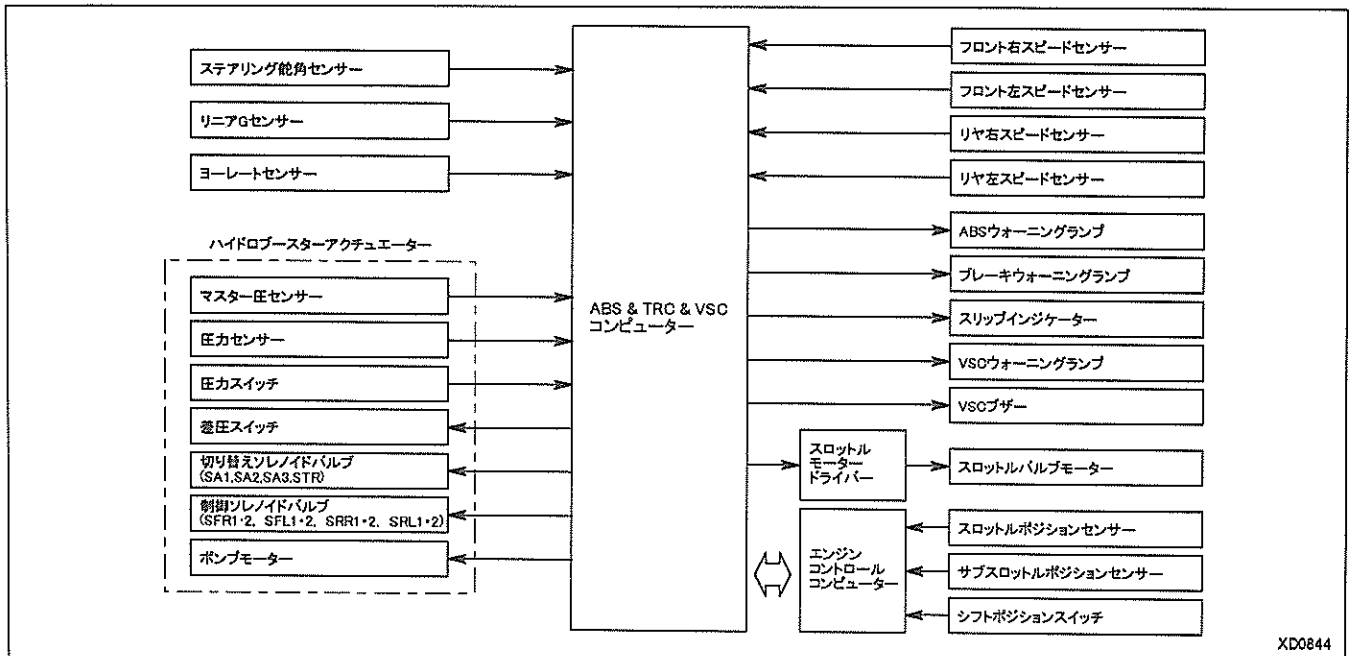 ステアリング舵角センサー
リニアGセンサー
ヨーレートセンサー
ハイドロブースターアクチュエーター
マスター圧センサー
圧力センサー
圧力スイッチ
差圧スイッチ
切り替えソレノイドバルブ
(SA1,SA2,SA3,STR)
制御ソレノイドバルブ
(SFR1･2, SFL1･2, SRR1･2, SRL1･2)
ポンプモーター
ABS & TRC & VSC
コンピューター
フロント右スピードセンサー
フロント左スピードセンサー
リヤ右スピードセンサー
リヤ左スピードセンサー
ABSウォーニングランプ
ブレーキウォーニングランプ
スリップインジケーター
VSCウォーニングランプ
VSCブザー
スロットル
モーター
ドライバー
スロットルバルブモーター
エンジン
コントロール
コンピューター
スロットルポジションセンサー
サブスロットルポジションセンサー
シフトポジションスイッチ
XD0844